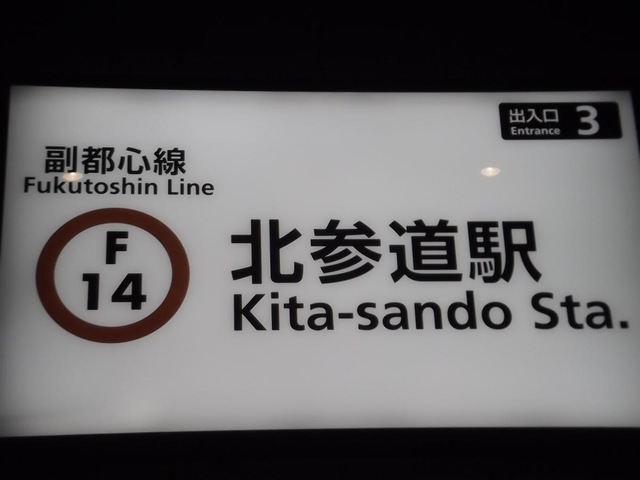 出入口 3
Entrance
副都心線
Fukutoshin Line
F
14
北参道駅
Kita-sando Sta.